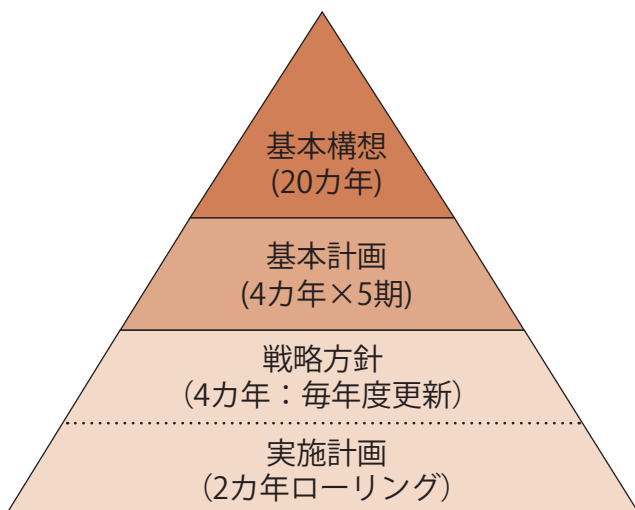 基本構想
(20カ年)
基本計画
(4カ年×5期)
戦略方針
（4カ年：毎年度更新）
実施計画
（2カ年ローリング）